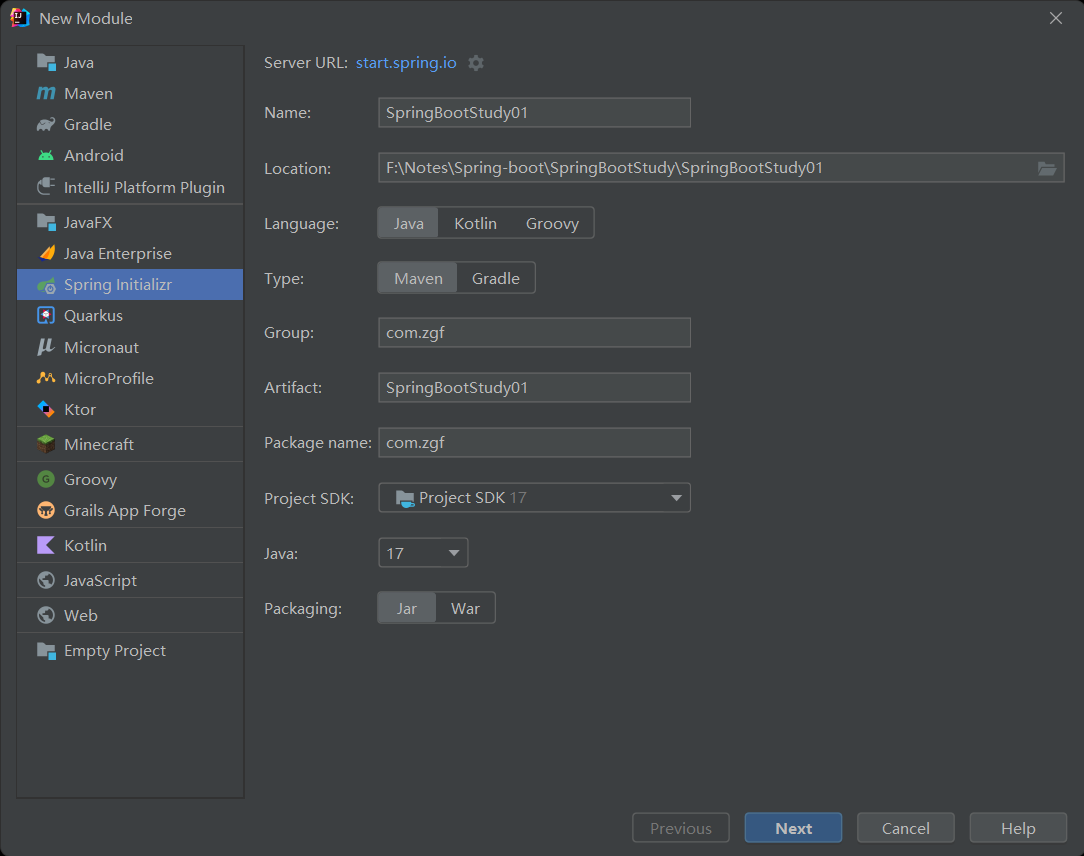 New Module
Java
Maven
Gradle
Android
IntelliJ Platform Plugin
JavaFX
Java Enterprise
Spring Initializr
Quarkus
Micronaut
MicroProfile
Ktor
Minecraft
Groovy
Grails App Forge
Kotlin
JavaScript
Web
Empty Project
Server URL: start.spring.io
Name: SpringBootStudy01
Location: F:\Notes\Spring-boot\SpringBootStudy\SpringBootStudy01
Language: Java Kotlin Groovy
Type: Maven Gradle
Group: com.zgf
Artifact: SpringBootStudy01
Package name: com.zgf
Project SDK: Project SDK 17
Java: 17
Packaging: Jar War
Previous Next Cancel Help